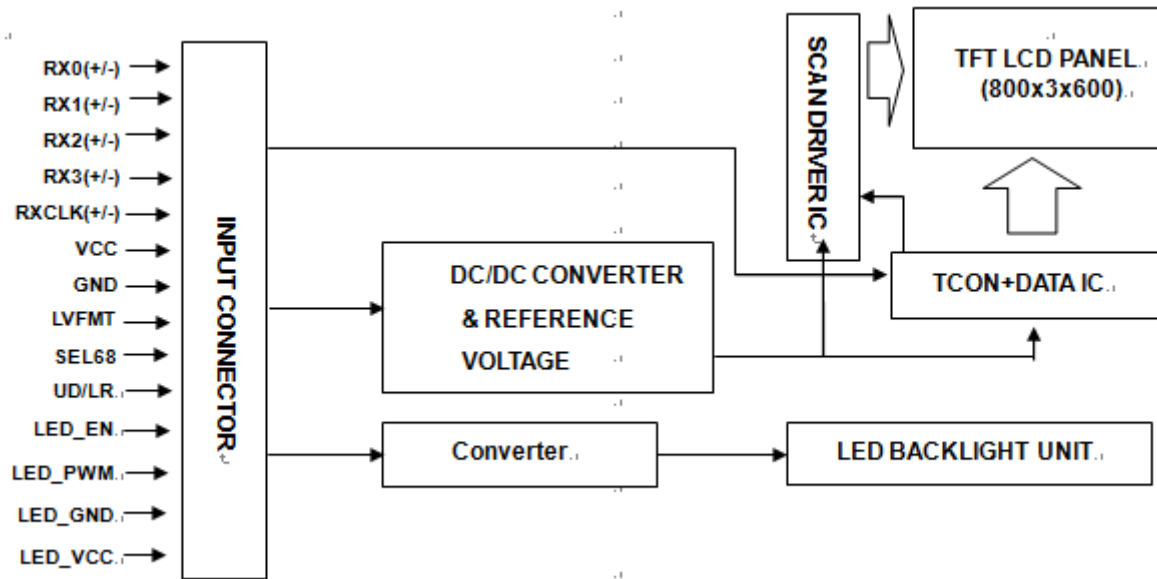 RX0(+/-)
RX1(+/-)
RX2(+/-)
RX3(+/-)
RXCLK(+/-)
VCC
GND
LVFMT
SEL68
UD/LR
LED_EN
LED_PWM
LED_GND
LED_VCC
INPUT CONNECTOR
DC/DC CONVERTER
& REFERENCE
VOLTAGE
Converter
SCAN DRIVER IC
TFT LCD PANEL
(800x3x600)
TCON+DATA IC
LED BACKLIGHT UNIT